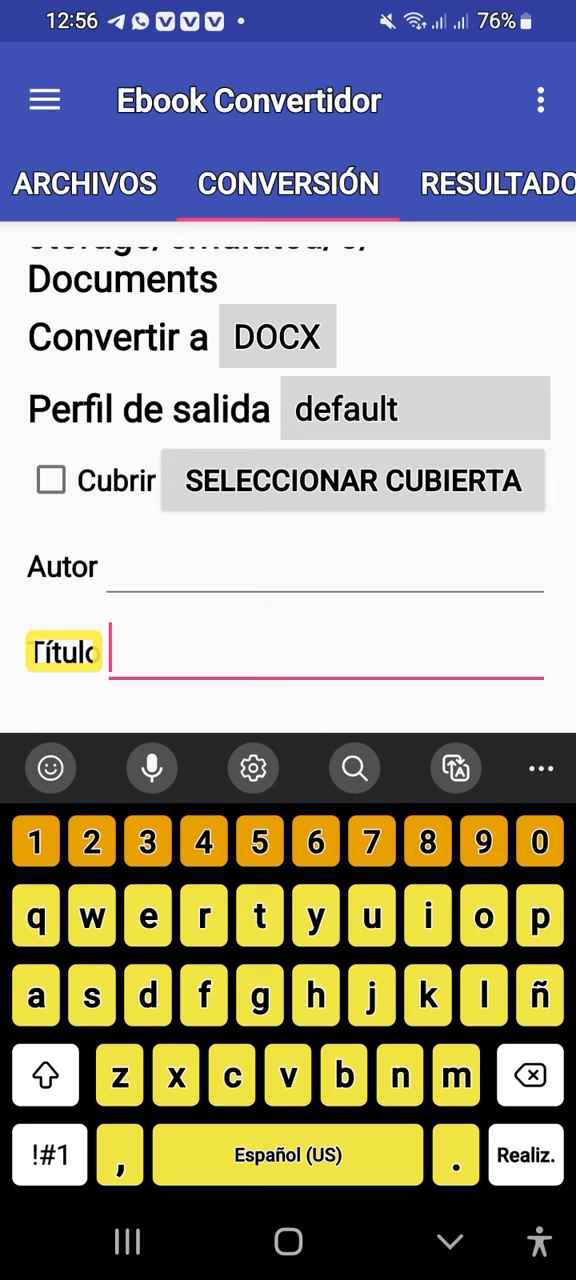 12:56 76%
Ebook Convertidor
ARCHIVOS CONVERSIÓN RESULTADO
Documents
Convertir a DOCX
Perfil de salida default
Cubrir SELECCIONAR CUBIERTA
Autor
Título
1 2 3 4 5 6 7 8 9 0
q w e r t y u i o p
a s d f g h j k l ñ
z x c v b n m
!#1 , Español (US) . Realiz.